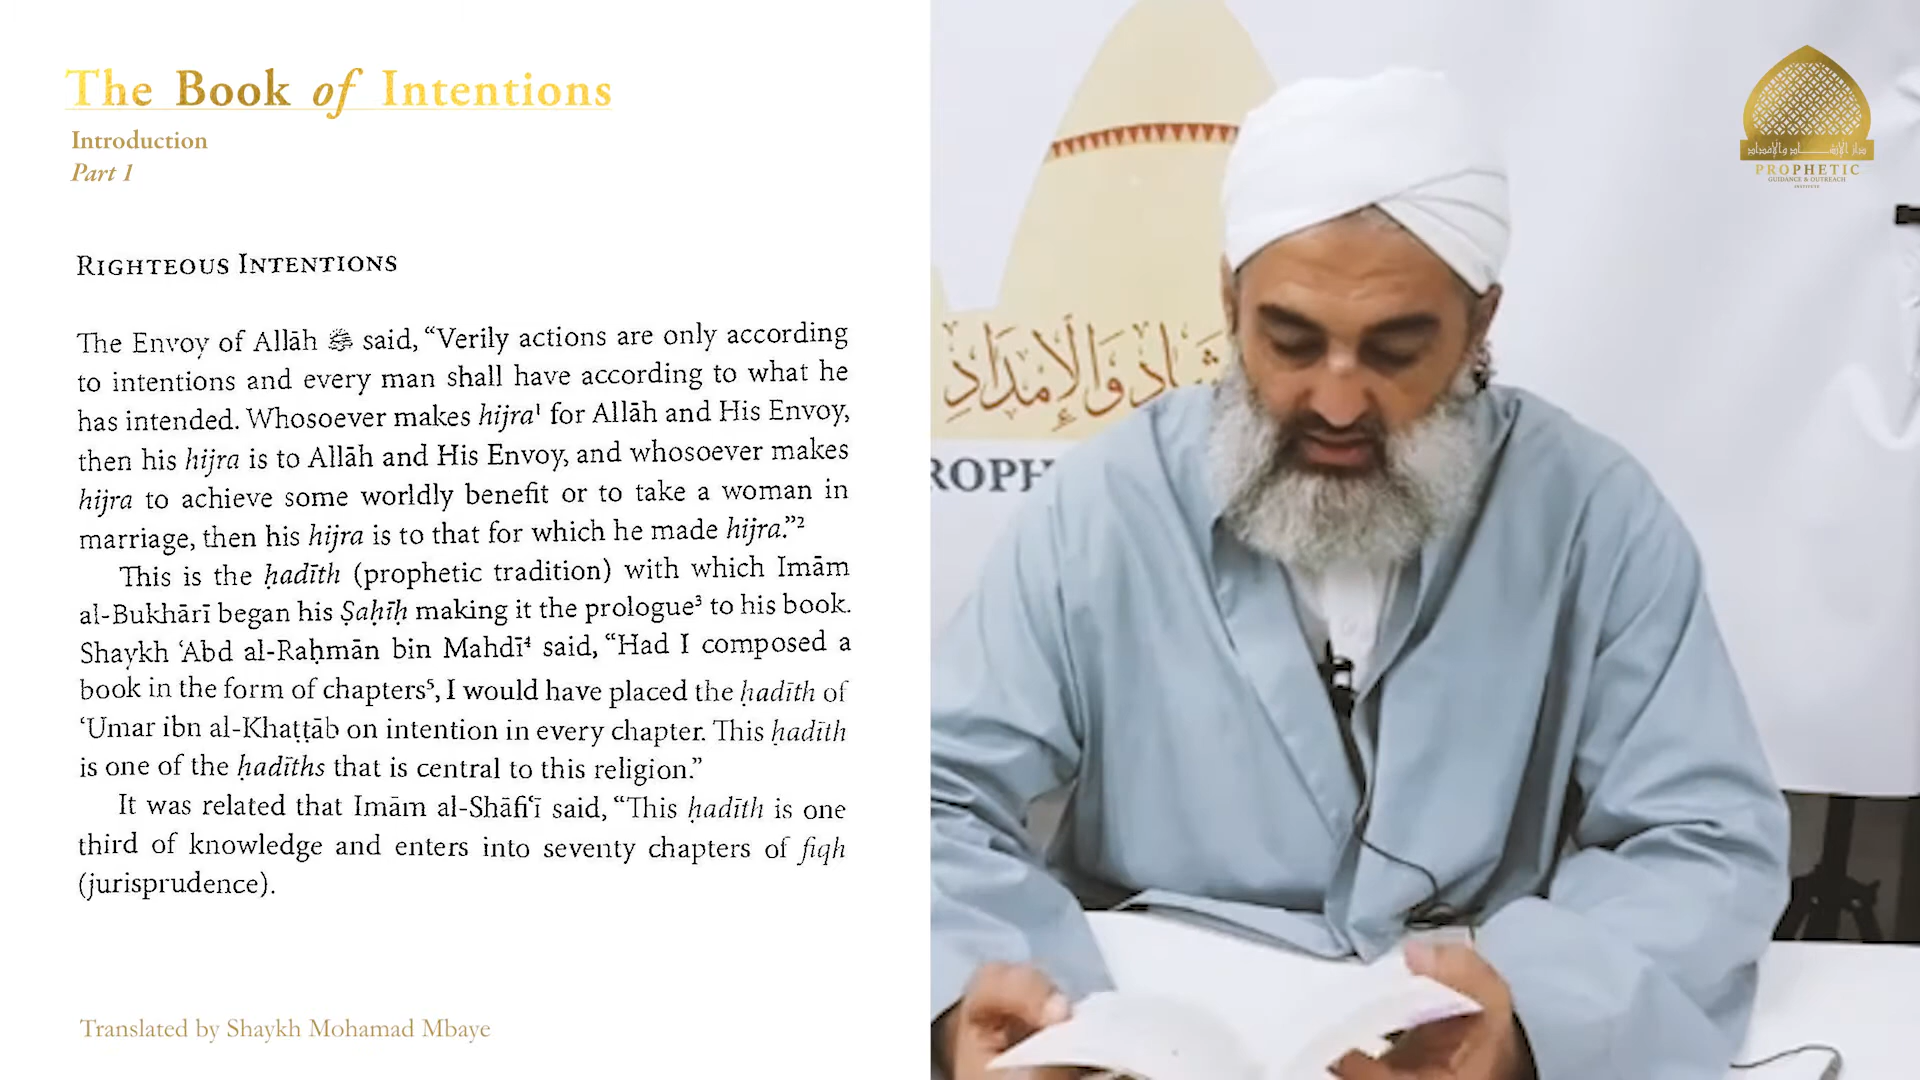 The Book of Intentions
Introduction
Part 1
RIGHTEOUS INTENTIONS
The Envoy of Allāh ﷺ said, “Verily actions are only according
to intentions and every man shall have according to what he
has intended. Whosoever makes hijra¹ for Allāh and His Envoy,
then his hijra is to Allāh and His Envoy, and whosoever makes
hijra to achieve some worldly benefit or to take a woman in
marriage, then his hijra is to that for which he made hijra.”²
This is the ḥadīth (prophetic tradition) with which Imām
al-Bukhārī began his Ṣaḥīḥ making it the prologue³ to his book.
Shaykh ‘Abd al-Raḥmān bin Mahdī⁴ said, “Had I composed a
book in the form of chapters⁵, I would have placed the ḥadīth of
‘Umar ibn al-Khaṭṭāb on intention in every chapter. This ḥadīth
is one of the ḥadīths that is central to this religion.”
It was related that Imām al-Shāfi‘ī said, “This ḥadīth is one
third of knowledge and enters into seventy chapters of fiqh
(jurisprudence).
Translated by Shaykh Mohamad Mbaye
وَالإِمْدَادِ
ROPH
دار الإرشاد والإمداد
PROPHETIC
GUIDANCE & OUTREACH
INSTITUTE